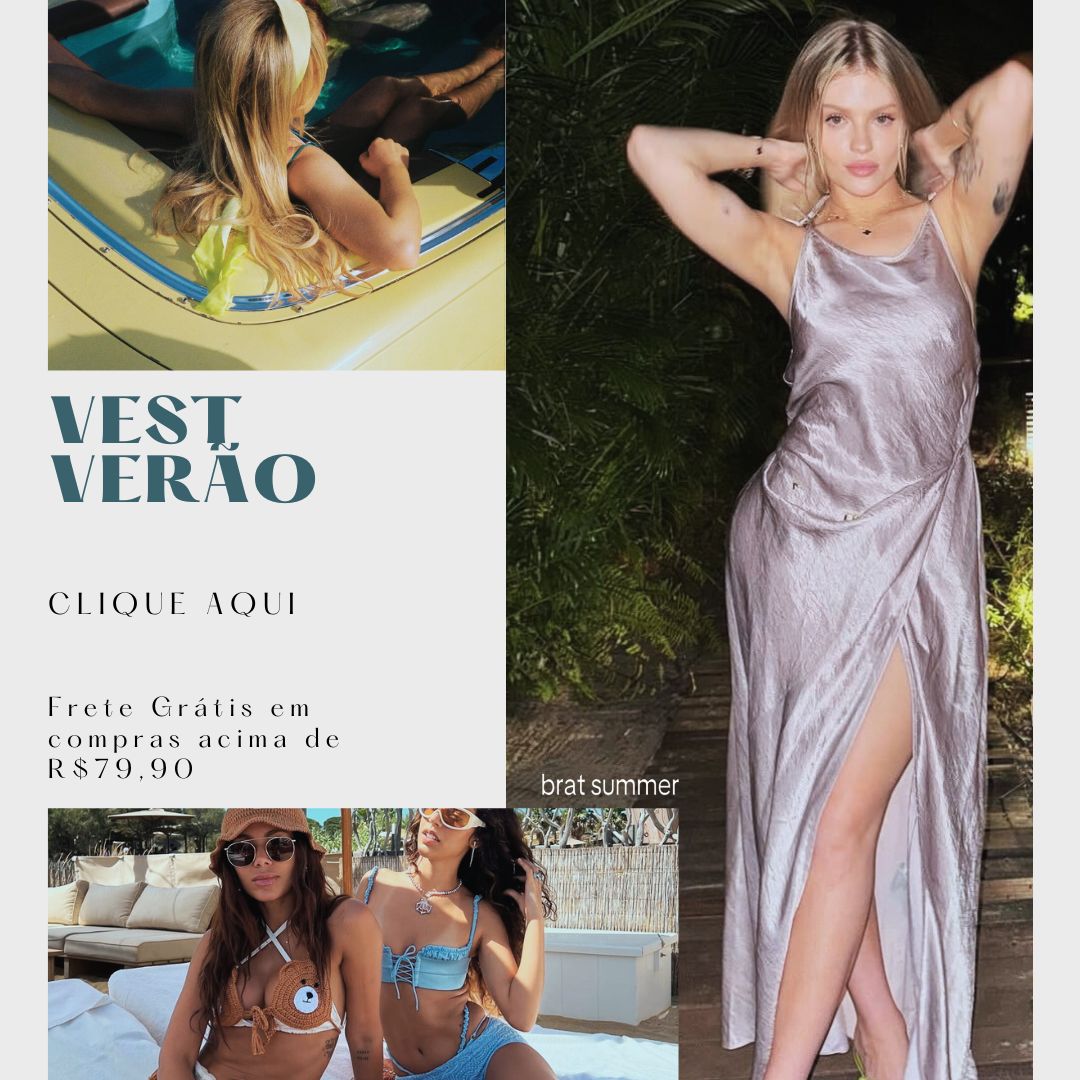 VEST
VERÃO
CLIQUE AQUI
Frete Grátis em
compras acima de
R$79,90
brat summer